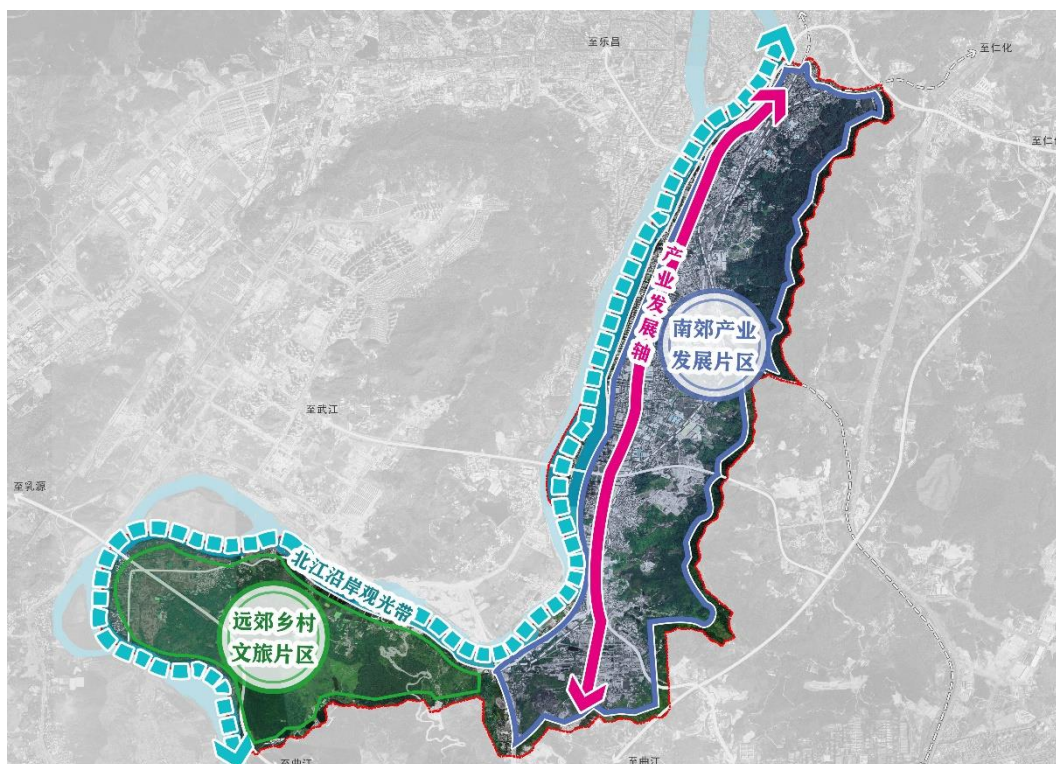 至乐昌
至仁化
至仁化
产业发展轴
南郊产业
发展片区
至武江
至乳源
北江沿岸观光带
远郊乡村
文旅片区
至曲江
至曲江